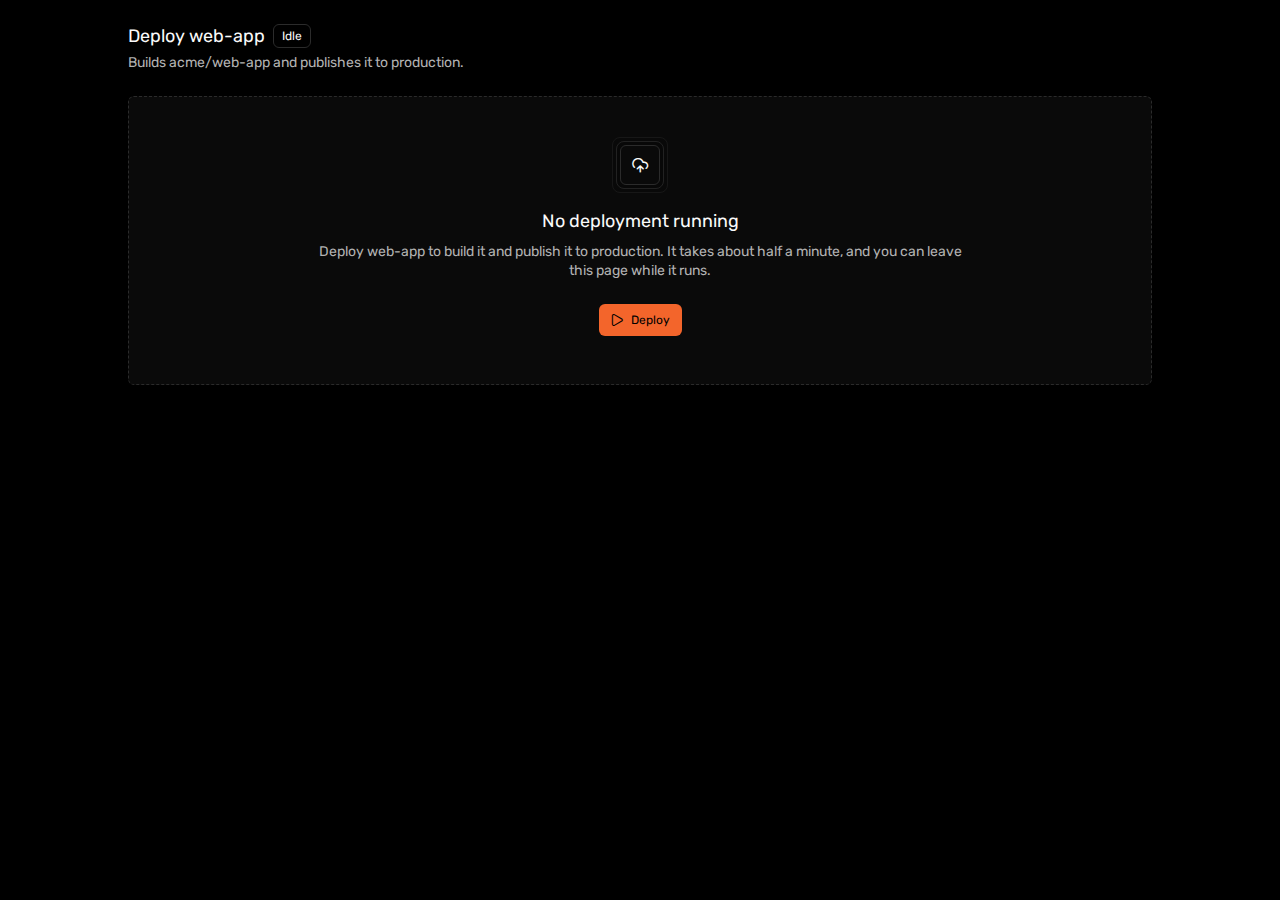 Deploy web-app
Idle
Builds acme/web-app and publishes it to production.
No deployment running
Deploy web-app to build it and publish it to production. It takes about half a minute, and you can leave
this page while it runs.
Deploy